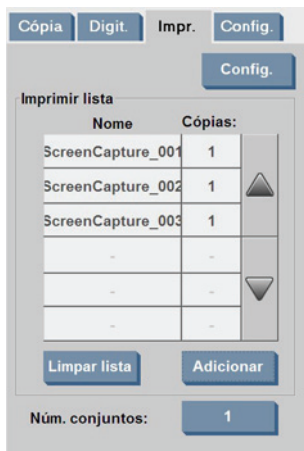 Cópia Digit. Impr. Config.
Config.
Imprimir lista
Nome Cópias:
ScreenCapture_001 1
ScreenCapture_002 1
ScreenCapture_003 1
- -
- -
- -
Limpar lista Adicionar
Núm. conjuntos: 1